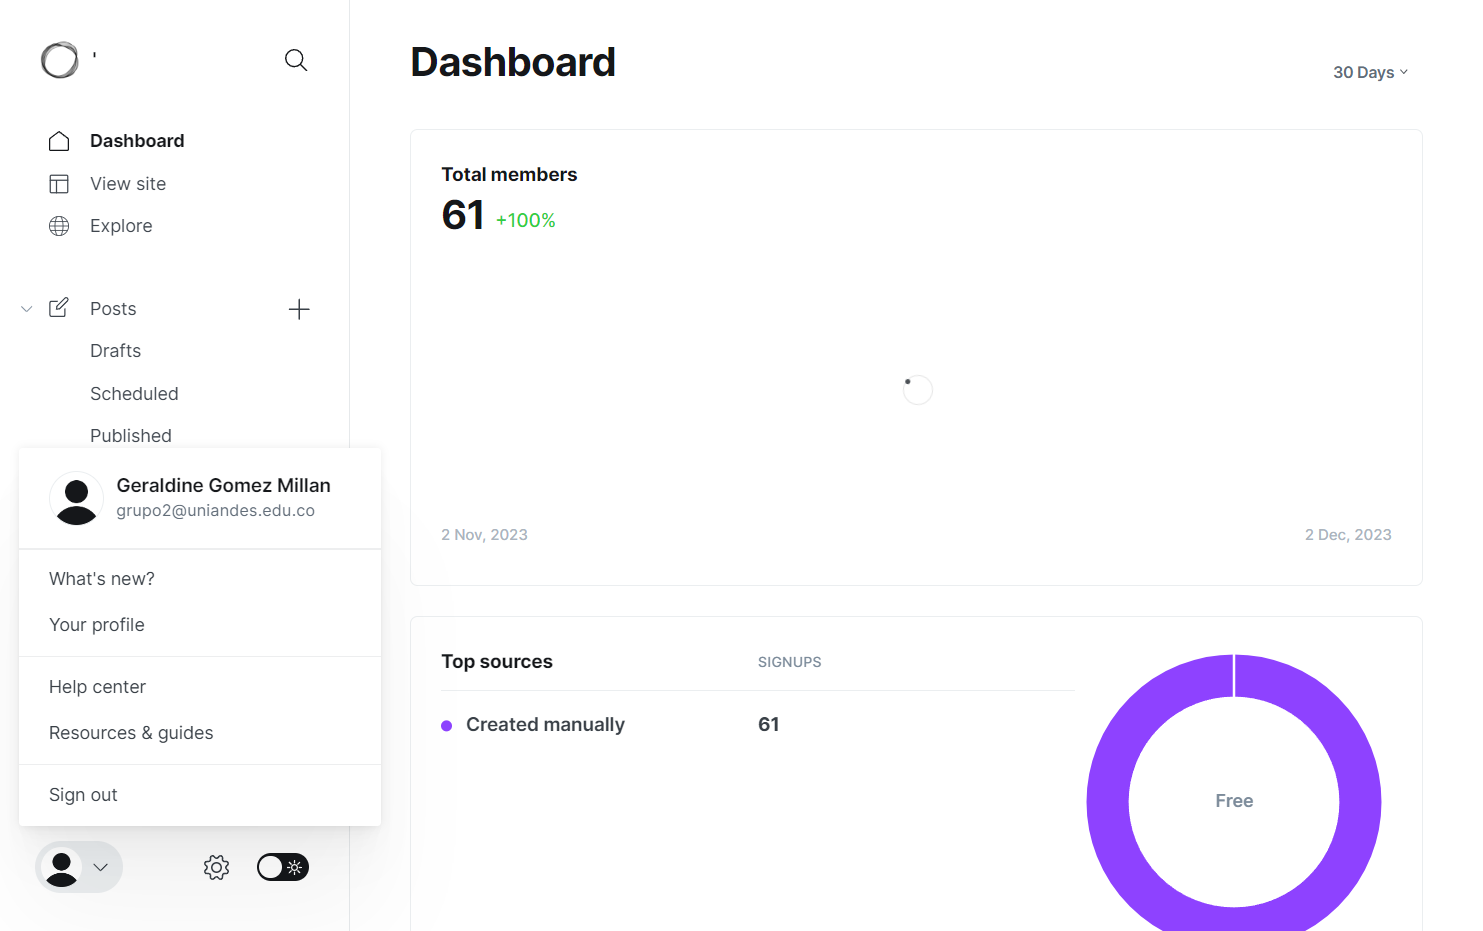 '
Dashboard
View site
Explore
Posts
Drafts
Scheduled
Published
Geraldine Gomez Millan
grupo2@uniandes.edu.co
What's new?
Your profile
Help center
Resources & guides
Sign out
Dashboard
30 Days
Total members
61 +100%
2 Nov, 2023 2 Dec, 2023
Top sources SIGNUPS
Created manually 61
Free